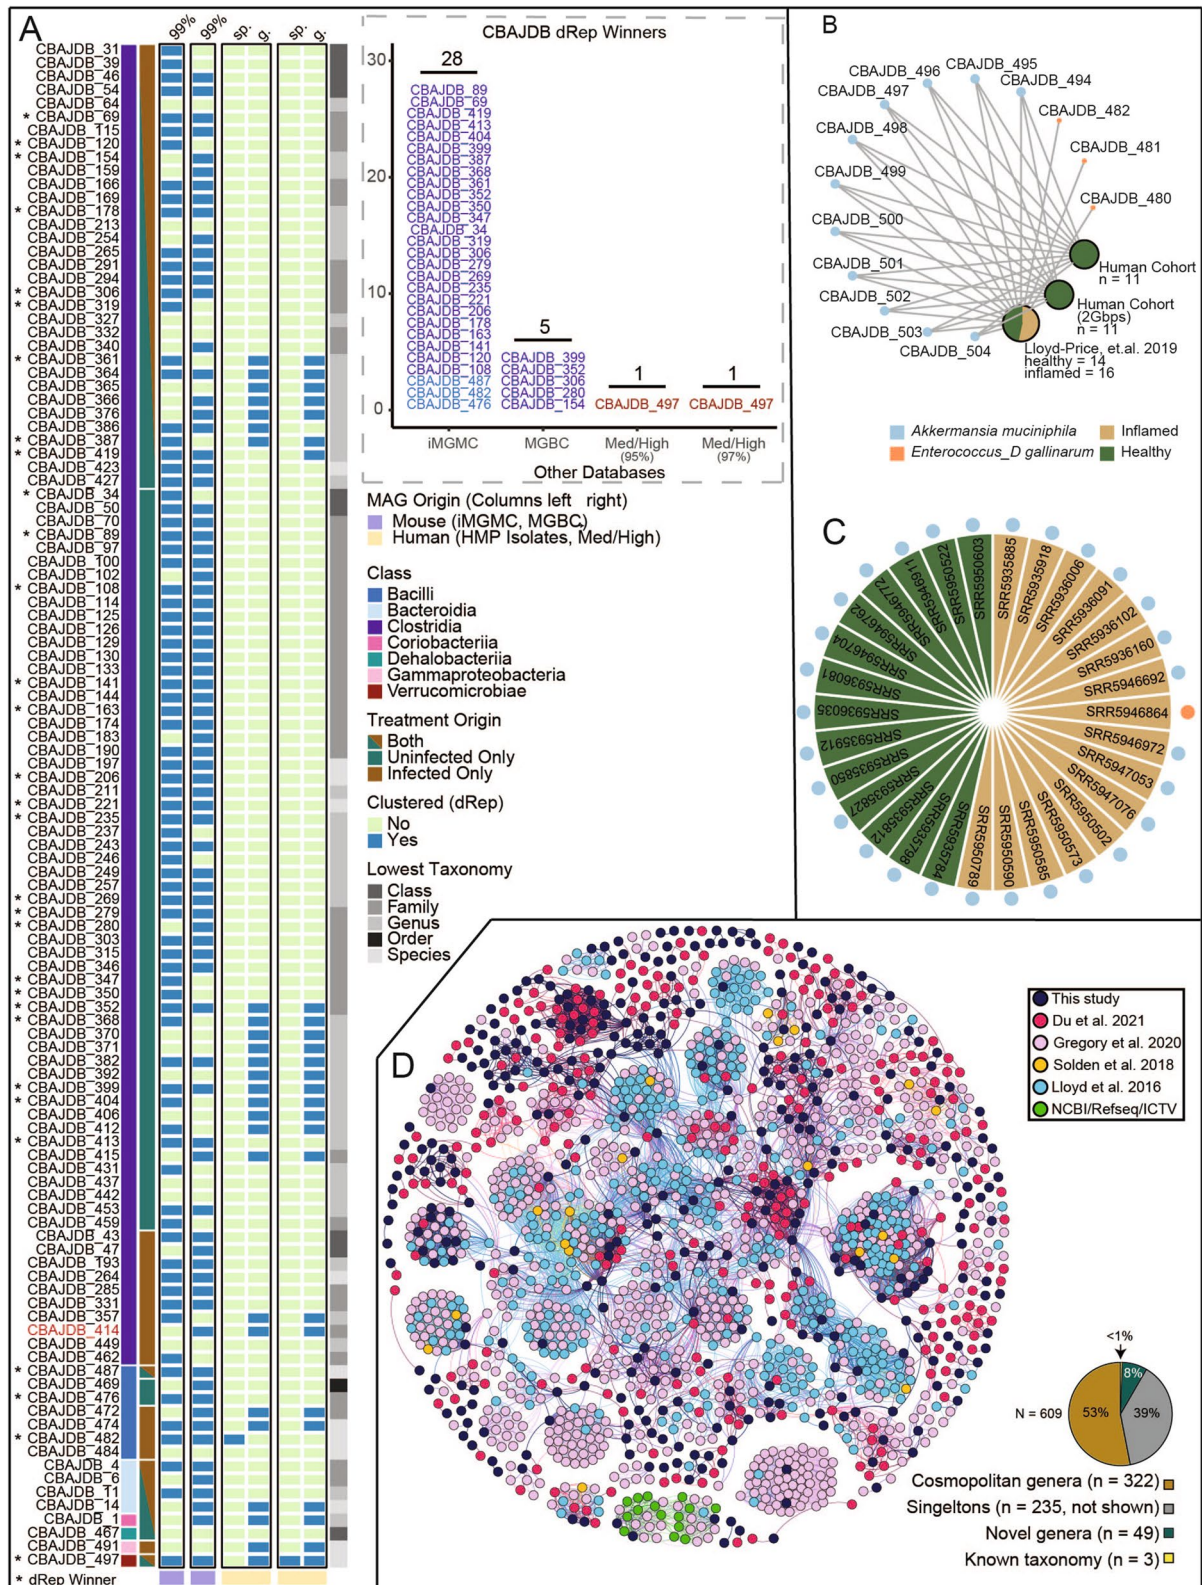 A
99%
99%
sp.
g.
sp.
g.
CBAJDB_31
CBAJDB_39
CBAJDB_46
CBAJDB_54
CBAJDB_64
* CBAJDB_69
CBAJDB_115
* CBAJDB_120
* CBAJDB_154
CBAJDB_159
CBAJDB_166
CBAJDB_169
* CBAJDB_178
CBAJDB_213
CBAJDB_254
CBAJDB_265
CBAJDB_291
CBAJDB_294
* CBAJDB_306
* CBAJDB_319
CBAJDB_327
CBAJDB_332
CBAJDB_340
* CBAJDB_361
CBAJDB_364
CBAJDB_365
CBAJDB_366
CBAJDB_376
CBAJDB_386
* CBAJDB_387
* CBAJDB_419
CBAJDB_423
CBAJDB_427
* CBAJDB_34
CBAJDB_50
CBAJDB_70
* CBAJDB_89
CBAJDB_97
CBAJDB_100
CBAJDB_102
* CBAJDB_108
CBAJDB_114
CBAJDB_125
CBAJDB_126
CBAJDB_129
CBAJDB_130
CBAJDB_133
* CBAJDB_141
CBAJDB_144
* CBAJDB_163
CBAJDB_174
CBAJDB_183
CBAJDB_190
CBAJDB_197
* CBAJDB_206
CBAJDB_211
* CBAJDB_221
* CBAJDB_235
CBAJDB_237
CBAJDB_243
CBAJDB_246
CBAJDB_249
CBAJDB_257
* CBAJDB_269
* CBAJDB_279
* CBAJDB_280
CBAJDB_303
CBAJDB_315
CBAJDB_346
* CBAJDB_347
* CBAJDB_350
* CBAJDB_352
* CBAJDB_368
CBAJDB_370
CBAJDB_371
CBAJDB_382
CBAJDB_392
* CBAJDB_399
* CBAJDB_404
CBAJDB_406
CBAJDB_412
* CBAJDB_413
CBAJDB_415
CBAJDB_431
CBAJDB_437
CBAJDB_442
CBAJDB_453
CBAJDB_459
CBAJDB_43
CBAJDB_47
CBAJDB_193
CBAJDB_264
CBAJDB_285
CBAJDB_331
CBAJDB_357
CBAJDB_414
CBAJDB_449
CBAJDB_462
* CBAJDB_487
CBAJDB_469
* CBAJDB_476
CBAJDB_472
CBAJDB_474
* CBAJDB_482
CBAJDB_484
CBAJDB_4
CBAJDB_6
CBAJDB_11
CBAJDB_14
CBAJDB_1
CBAJDB_467
CBAJDB_491
* CBAJDB_497
* dRep Winner
CBAJDB dRep Winners
30
20
10
0
28
CBAJDB_89
CBAJDB_69
CBAJDB_419
CBAJDB_413
CBAJDB_404
CBAJDB_399
CBAJDB_387
CBAJDB_368
CBAJDB_361
CBAJDB_352
CBAJDB_350
CBAJDB_347
CBAJDB_34
CBAJDB_319
CBAJDB_306
CBAJDB_279
CBAJDB_269
CBAJDB_235
CBAJDB_221
CBAJDB_206
CBAJDB_178
CBAJDB_163
CBAJDB_141
CBAJDB_120
CBAJDB_108
CBAJDB_487
CBAJDB_482
CBAJDB_476
5
CBAJDB_399
CBAJDB_352
CBAJDB_306
CBAJDB_280
CBAJDB_154
1
CBAJDB_497
1
CBAJDB_497
iMGMC
MGBC
Med/High
(95%)
Med/High
(97%)
Other Databases
MAG Origin (Columns left right)
Mouse (iMGMC, MGBC)
Human (HMP Isolates, Med/High)
Class
Bacilli
Bacteroidia
Clostridia
Coriobacteriia
Dehalobacteriia
Gammaproteobacteria
Verrucomicrobiae
Treatment Origin
Both
Uninfected Only
Infected Only
Clustered (dRep)
No
Yes
Lowest Taxonomy
Class
Family
Genus
Order
Species
B
CBAJDB_495
CBAJDB_496
CBAJDB_494
CBAJDB_497
CBAJDB_482
CBAJDB_498
CBAJDB_481
CBAJDB_499
CBAJDB_480
CBAJDB_500
CBAJDB_501
CBAJDB_502
CBAJDB_503
CBAJDB_504
Human Cohort
n = 11
Human Cohort
(2Gbps)
n = 11
Lloyd-Price, et.al. 2019
healthy = 14
inflamed = 16
Akkermansia muciniphila
Inflamed
Enterococcus_D gallinarum
Healthy
C
SRR5935885
SRR5935918
SRR5936006
SRR5936091
SRR5936102
SRR5936160
SRR5946692
SRR5946864
SRR5946972
SRR5947053
SRR5947076
SRR5950502
SRR5950573
SRR5950585
SRR5950590
SRR5950789
SRR5935784
SRR5935798
SRR5935812
SRR5935827
SRR5935850
SRR5935912
SRR5936035
SRR5936081
SRR5946704
SRR5946762
SRR5946772
SRR5946911
SRR5950522
SRR5950603
D
This study
Du et al. 2021
Gregory et al. 2020
Solden et al. 2018
Lloyd et al. 2016
NCBI/Refseq/ICTV
<1%
8%
53%
39%
N = 609
Cosmopolitan genera (n = 322)
Singeltons (n = 235, not shown)
Novel genera (n = 49)
Known taxonomy (n = 3)